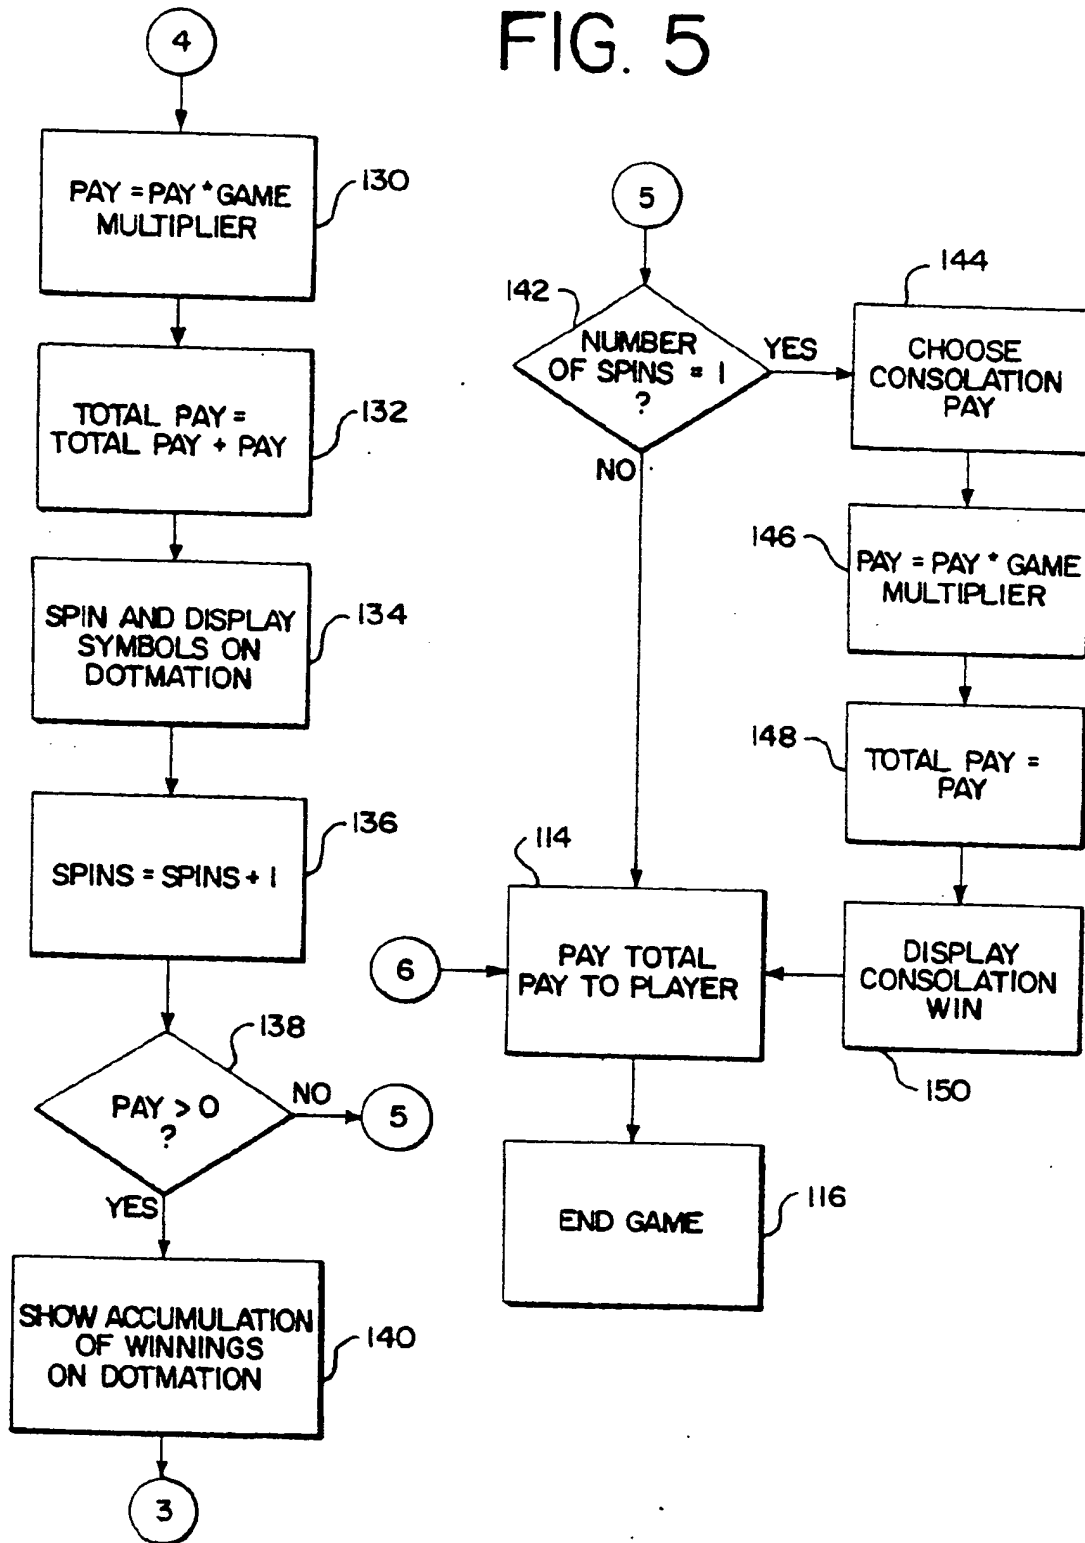 FIG. 5
4
PAY = PAY * GAME
MULTIPLIER
130
TOTAL PAY =
TOTAL PAY + PAY
132
SPIN AND DISPLAY
SYMBOLS ON
DOTMATION
134
SPINS = SPINS + 1
136
PAY > 0
?
138
NO
5
YES
SHOW ACCUMULATION
OF WINNINGS
ON DOTMATION
140
3
5
142
NUMBER
OF SPINS = 1
?
YES
NO
144
CHOOSE
CONSOLATION
PAY
146
PAY = PAY * GAME
MULTIPLIER
148
TOTAL PAY =
PAY
DISPLAY
CONSOLATION
WIN
150
114
6
PAY TOTAL
PAY TO PLAYER
END GAME
116